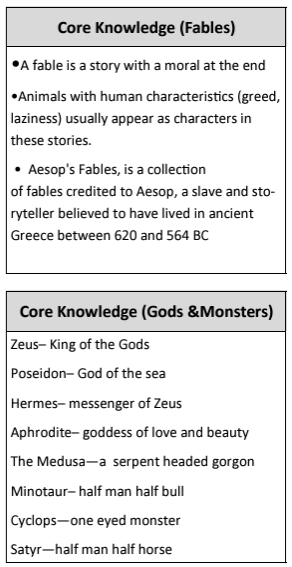 Core Knowledge (Fables)
•A fable is a story with a moral at the end
•Animals with human characteristics (greed,
laziness) usually appear as characters in
these stories.
• Aesop's Fables, is a collection
of fables credited to Aesop, a slave and sto-
ryteller believed to have lived in ancient
Greece between 620 and 564 BC
Core Knowledge (Gods &Monsters)
Zeus– King of the Gods
Poseidon– God of the sea
Hermes– messenger of Zeus
Aphrodite– goddess of love and beauty
The Medusa—a serpent headed gorgon
Minotaur– half man half bull
Cyclops—one eyed monster
Satyr—half man half horse